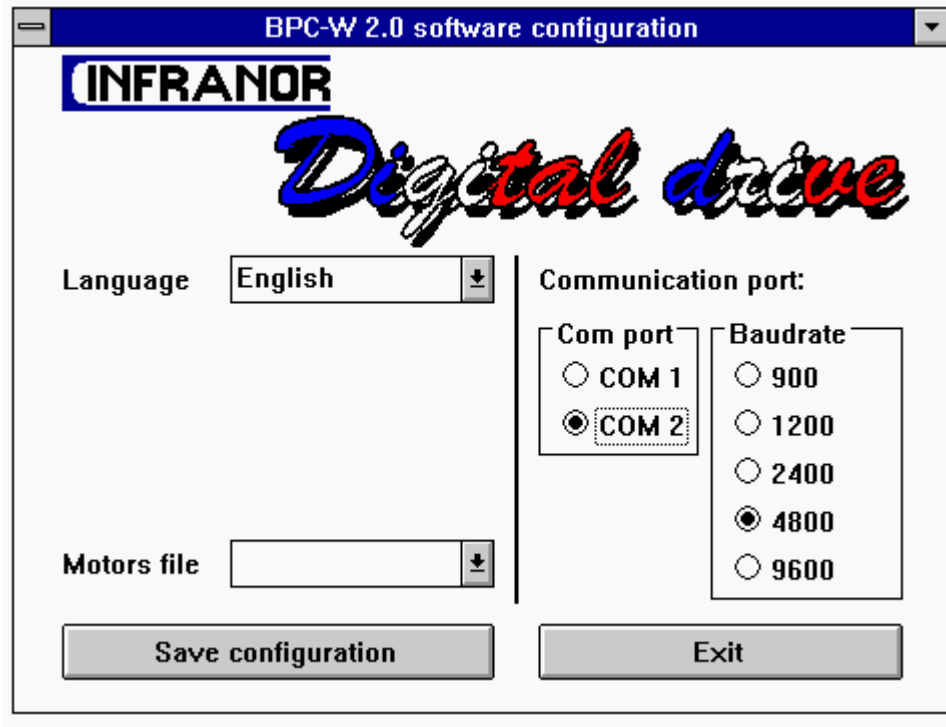 BPC-W 2.0 software configuration
INFRANOR
Digital drive
Language English
Communication port:
Com port
COM 1
COM 2
Baudrate
900
1200
2400
4800
9600
Motors file
Save configuration
Exit